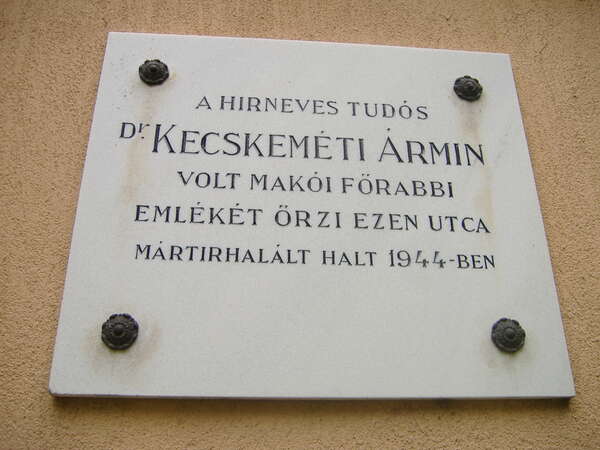 A HIRNEVES TUDÓS
Dr. KECSKEMÉTI ÁRMIN
VOLT MAKÓI FŐRABBI
EMLÉKÉT ŐRZI EZEN UTCA
MÁRTIRHALÁLT HALT 1944-BEN